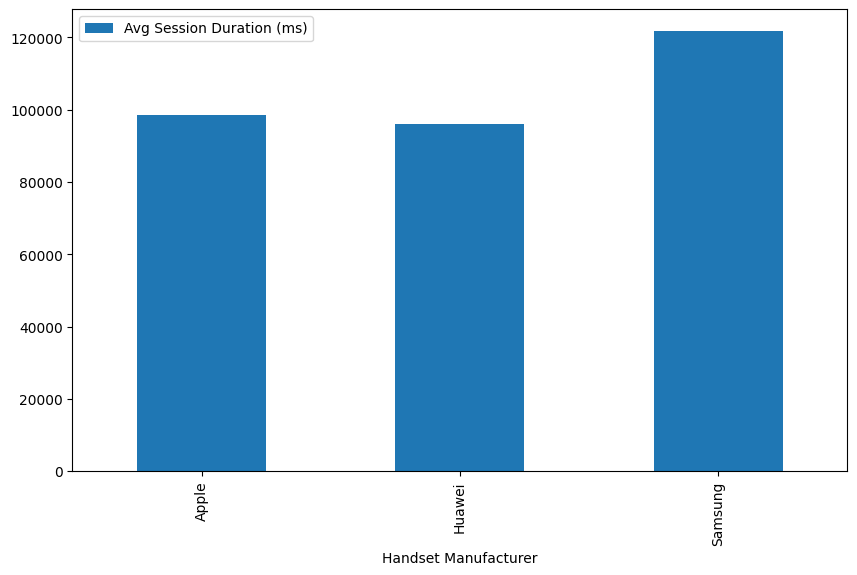 Avg Session Duration (ms)
120000
100000
80000
60000
40000
20000
0
Apple
Huawei
Samsung
Handset Manufacturer